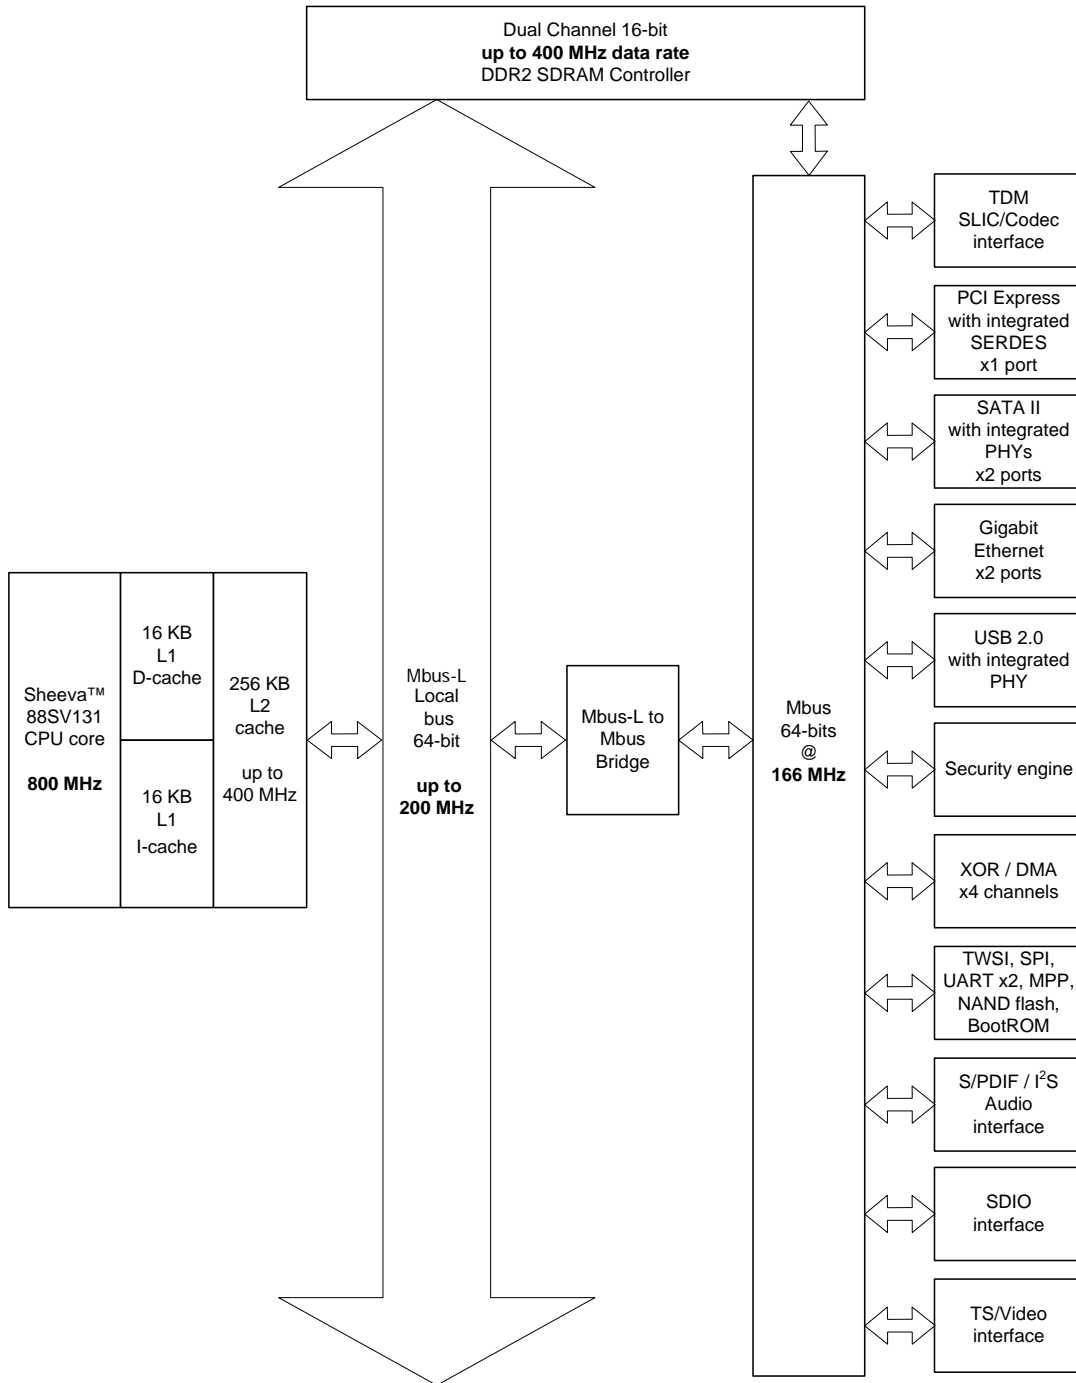 Dual Channel 16-bit
up to 400 MHz data rate
DDR2 SDRAM Controller
TDM
SLIC/Codec
interface
PCI Express
with integrated
SERDES
x1 port
SATA II
with integrated
PHYs
x2 ports
Gigabit
Ethernet
x2 ports
USB 2.0
with integrated
PHY
Security engine
XOR / DMA
x4 channels
TWSI, SPI,
UART x2, MPP,
NAND flash,
BootROM
S/PDIF / I²S
Audio
interface
SDIO
interface
TS/Video
interface
Sheeva™
88SV131
CPU core
800 MHz
16 KB
L1
D-cache
16 KB
L1
I-cache
256 KB
L2
cache
up to
400 MHz
Mbus-L
Local
bus
64-bit
up to
200 MHz
Mbus-L to
Mbus
Bridge
Mbus
64-bits
@
166 MHz